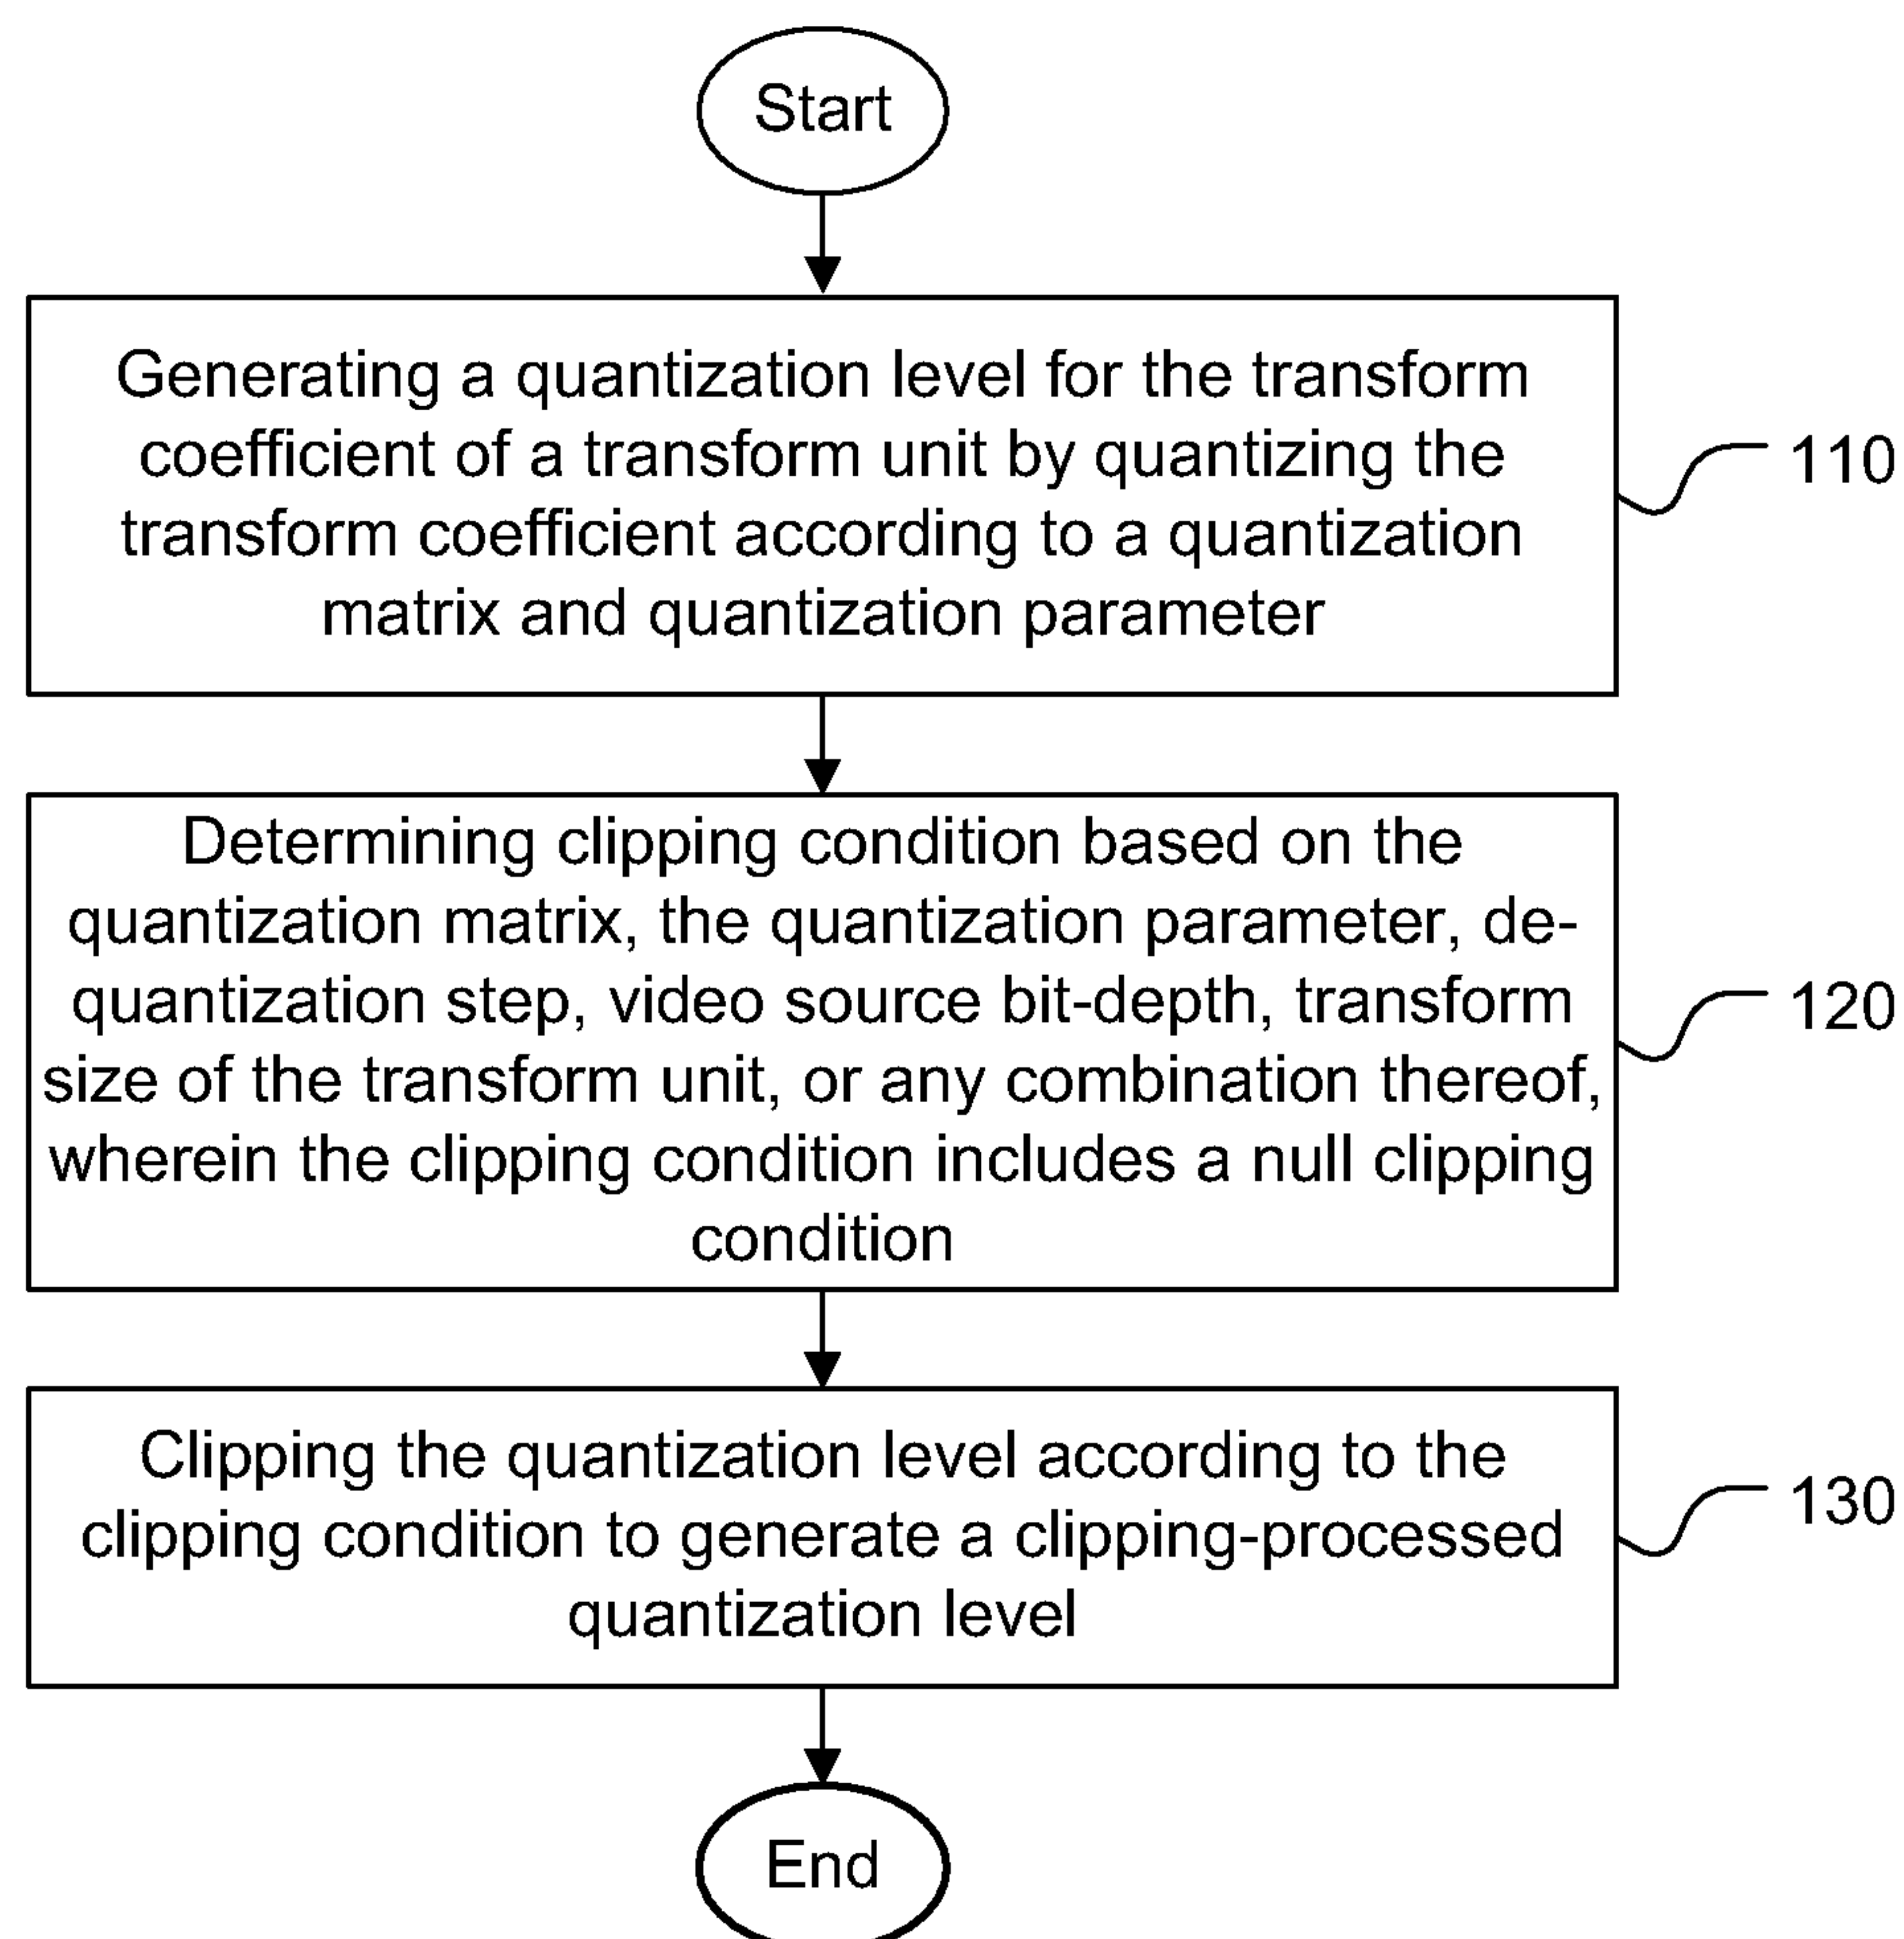 Start
Generating a quantization level for the transform
coefficient of a transform unit by quantizing the
transform coefficient according to a quantization
matrix and quantization parameter
110
Determining clipping condition based on the
quantization matrix, the quantization parameter, de-
quantization step, video source bit-depth, transform
size of the transform unit, or any combination thereof,
wherein the clipping condition includes a null clipping
condition
120
Clipping the quantization level according to the
clipping condition to generate a clipping-processed
quantization level
130
End